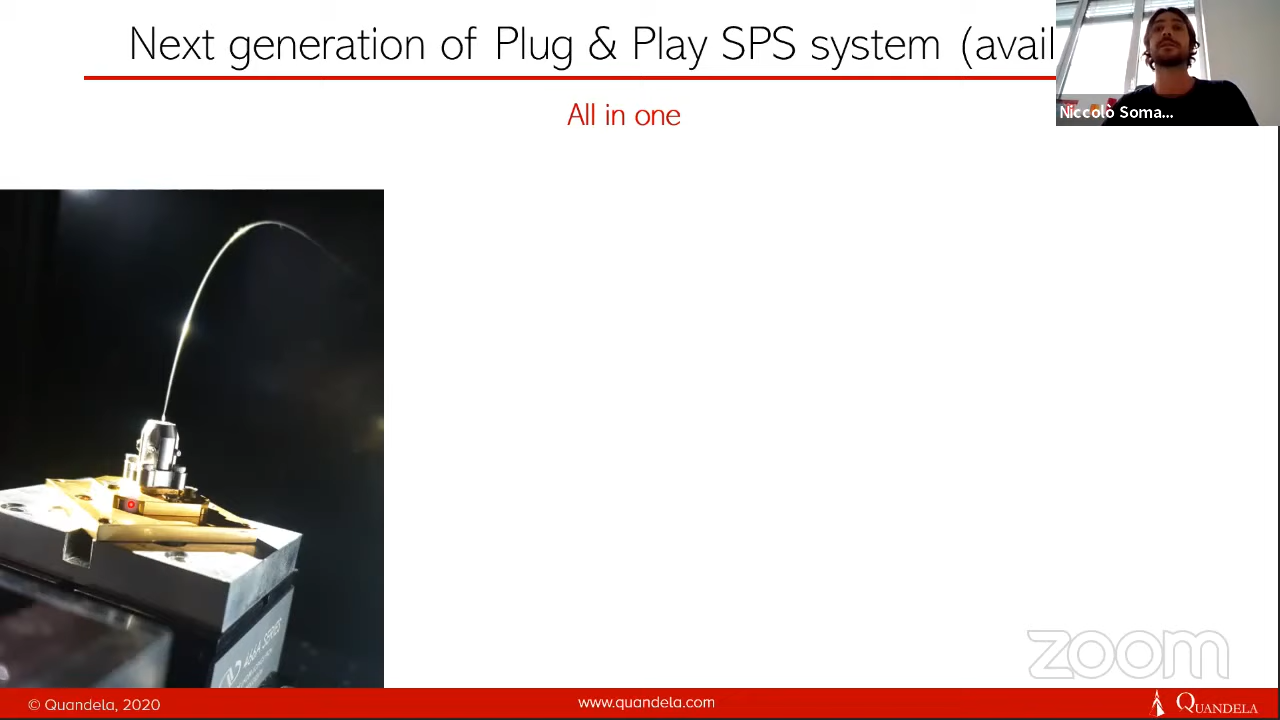 Next generation of Plug & Play SPS system (avail
Niccolò Soma...
All in one
zoom
© Quandela, 2020
www.quandela.com
QUANDELA